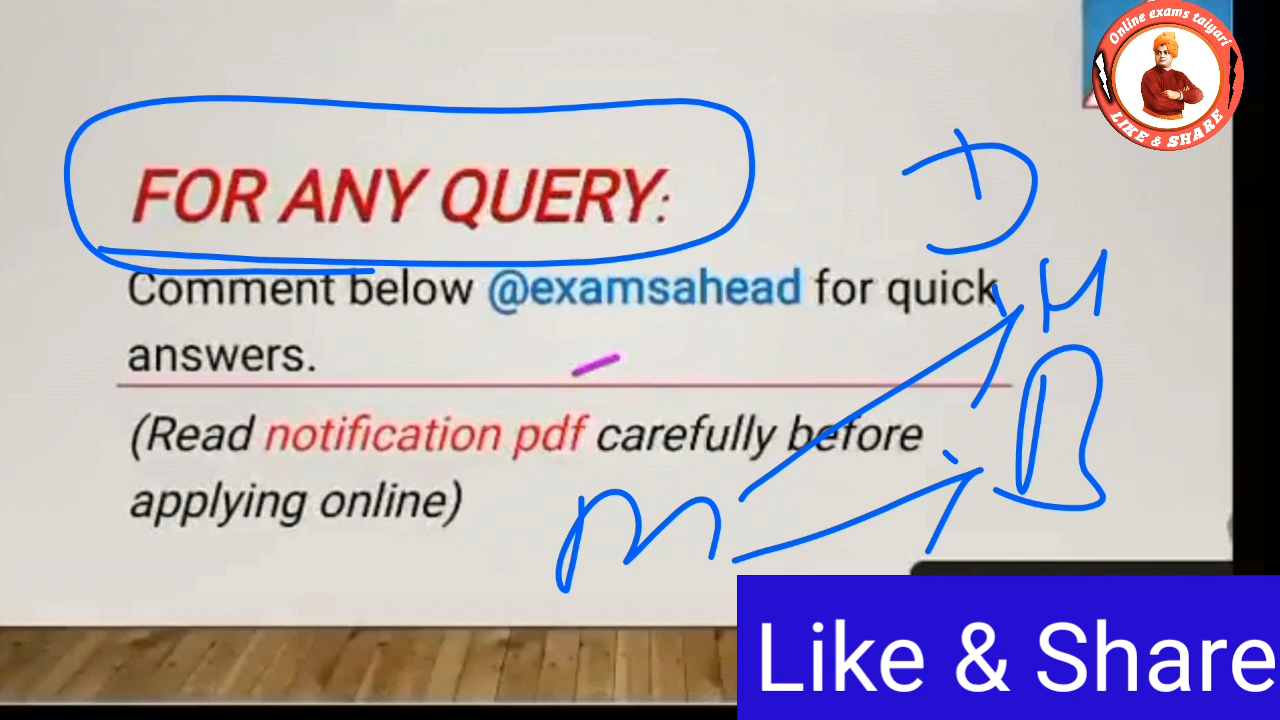 Online exams taiyari
LIKE & SHARE
FOR ANY QUERY:
Comment below @examsahead for quick
answers.
(Read notification pdf carefully before
applying online)
D
H
B
m
Like & Share